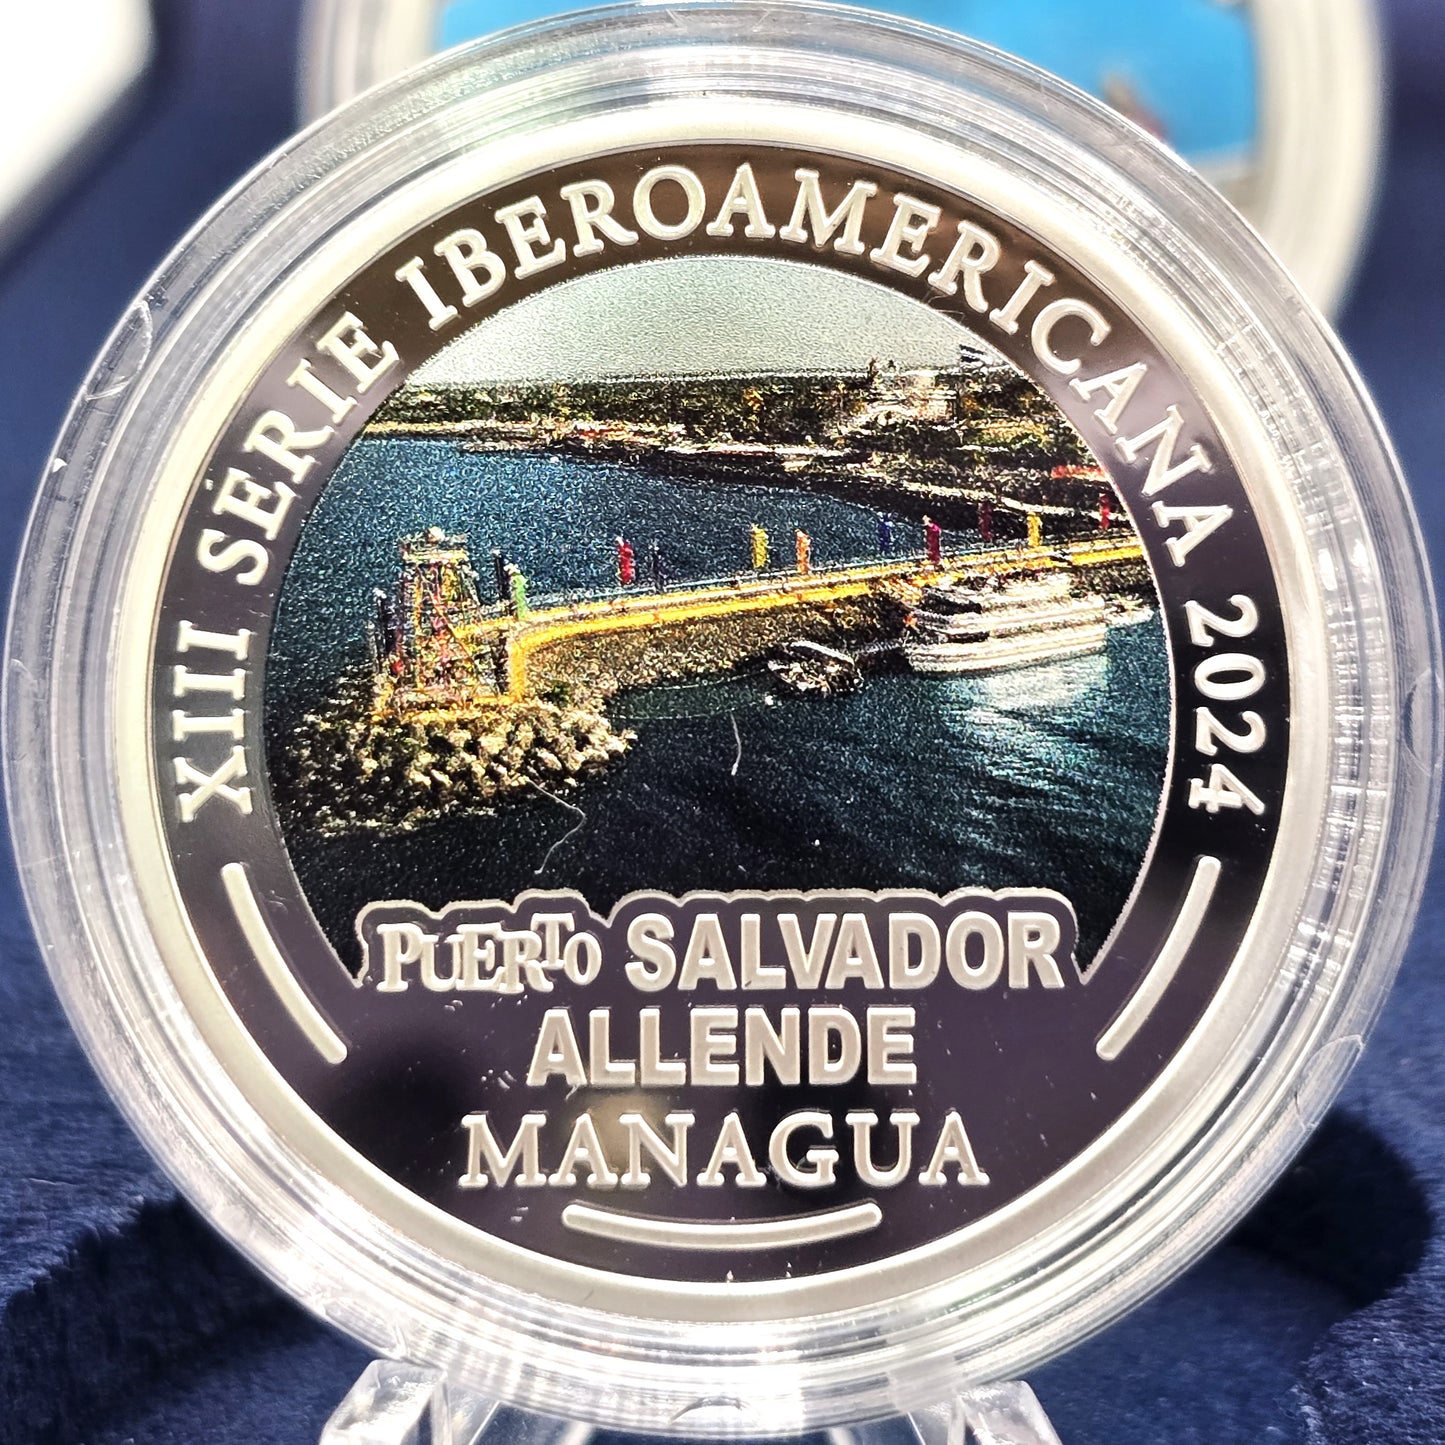 XIII SERIE IBEROAMERICANA 2024
PUERTO SALVADOR
ALLENDE
MANAGUA